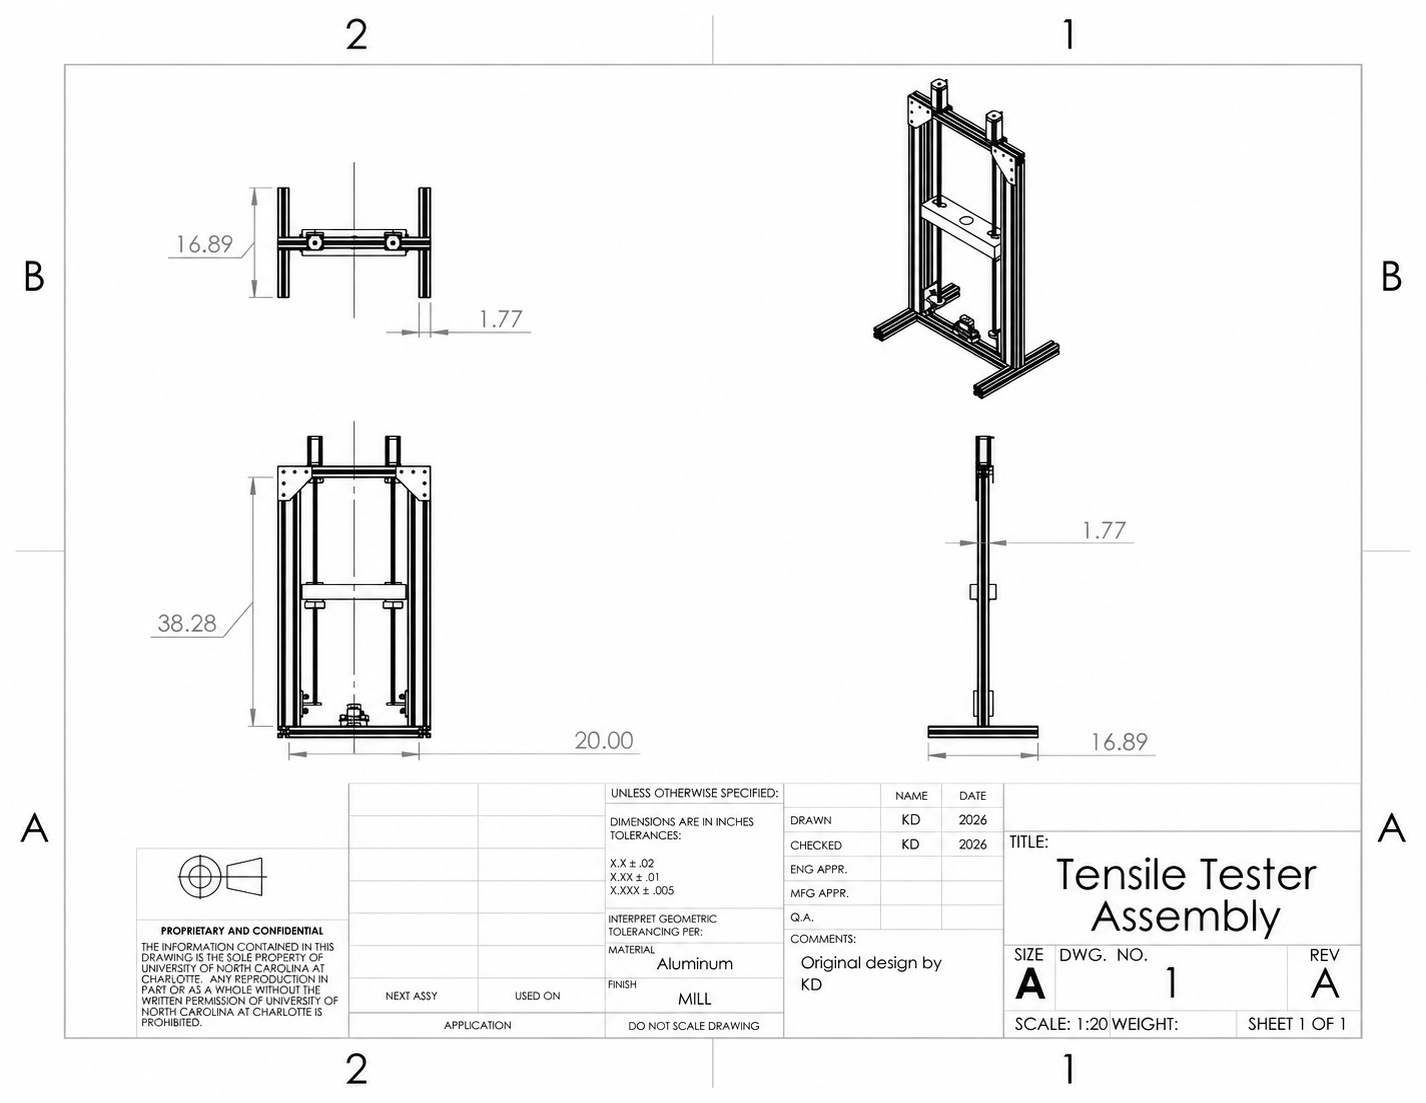 2
1
B
B
16.89
1.77
38.28
20.00
1.77
16.89
A
A
UNLESS OTHERWISE SPECIFIED:
DIMENSIONS ARE IN INCHES
TOLERANCES:
X.X ± .02
X.XX ± .01
X.XXX ± .005
INTERPRET GEOMETRIC
TOLERANCING PER:
MATERIAL
Aluminum
FINISH
MILL
DO NOT SCALE DRAWING
NEXT ASSY
USED ON
APPLICATION
PROPRIETARY AND CONFIDENTIAL
THE INFORMATION CONTAINED IN THIS
DRAWING IS THE SOLE PROPERTY OF
UNIVERSITY OF NORTH CAROLINA AT
CHARLOTTE. ANY REPRODUCTION IN
PART OR AS A WHOLE WITHOUT THE
WRITTEN PERMISSION OF UNIVERSITY OF
NORTH CAROLINA AT CHARLOTTE IS
PROHIBITED.
NAME DATE
DRAWN KD 2026
CHECKED KD 2026
ENG APPR.
MFG APPR.
Q.A.
COMMENTS:
Original design by
KD
TITLE:
Tensile Tester
Assembly
SIZE DWG. NO. REV
A 1 A
SCALE: 1:20 WEIGHT: SHEET 1 OF 1
2
1